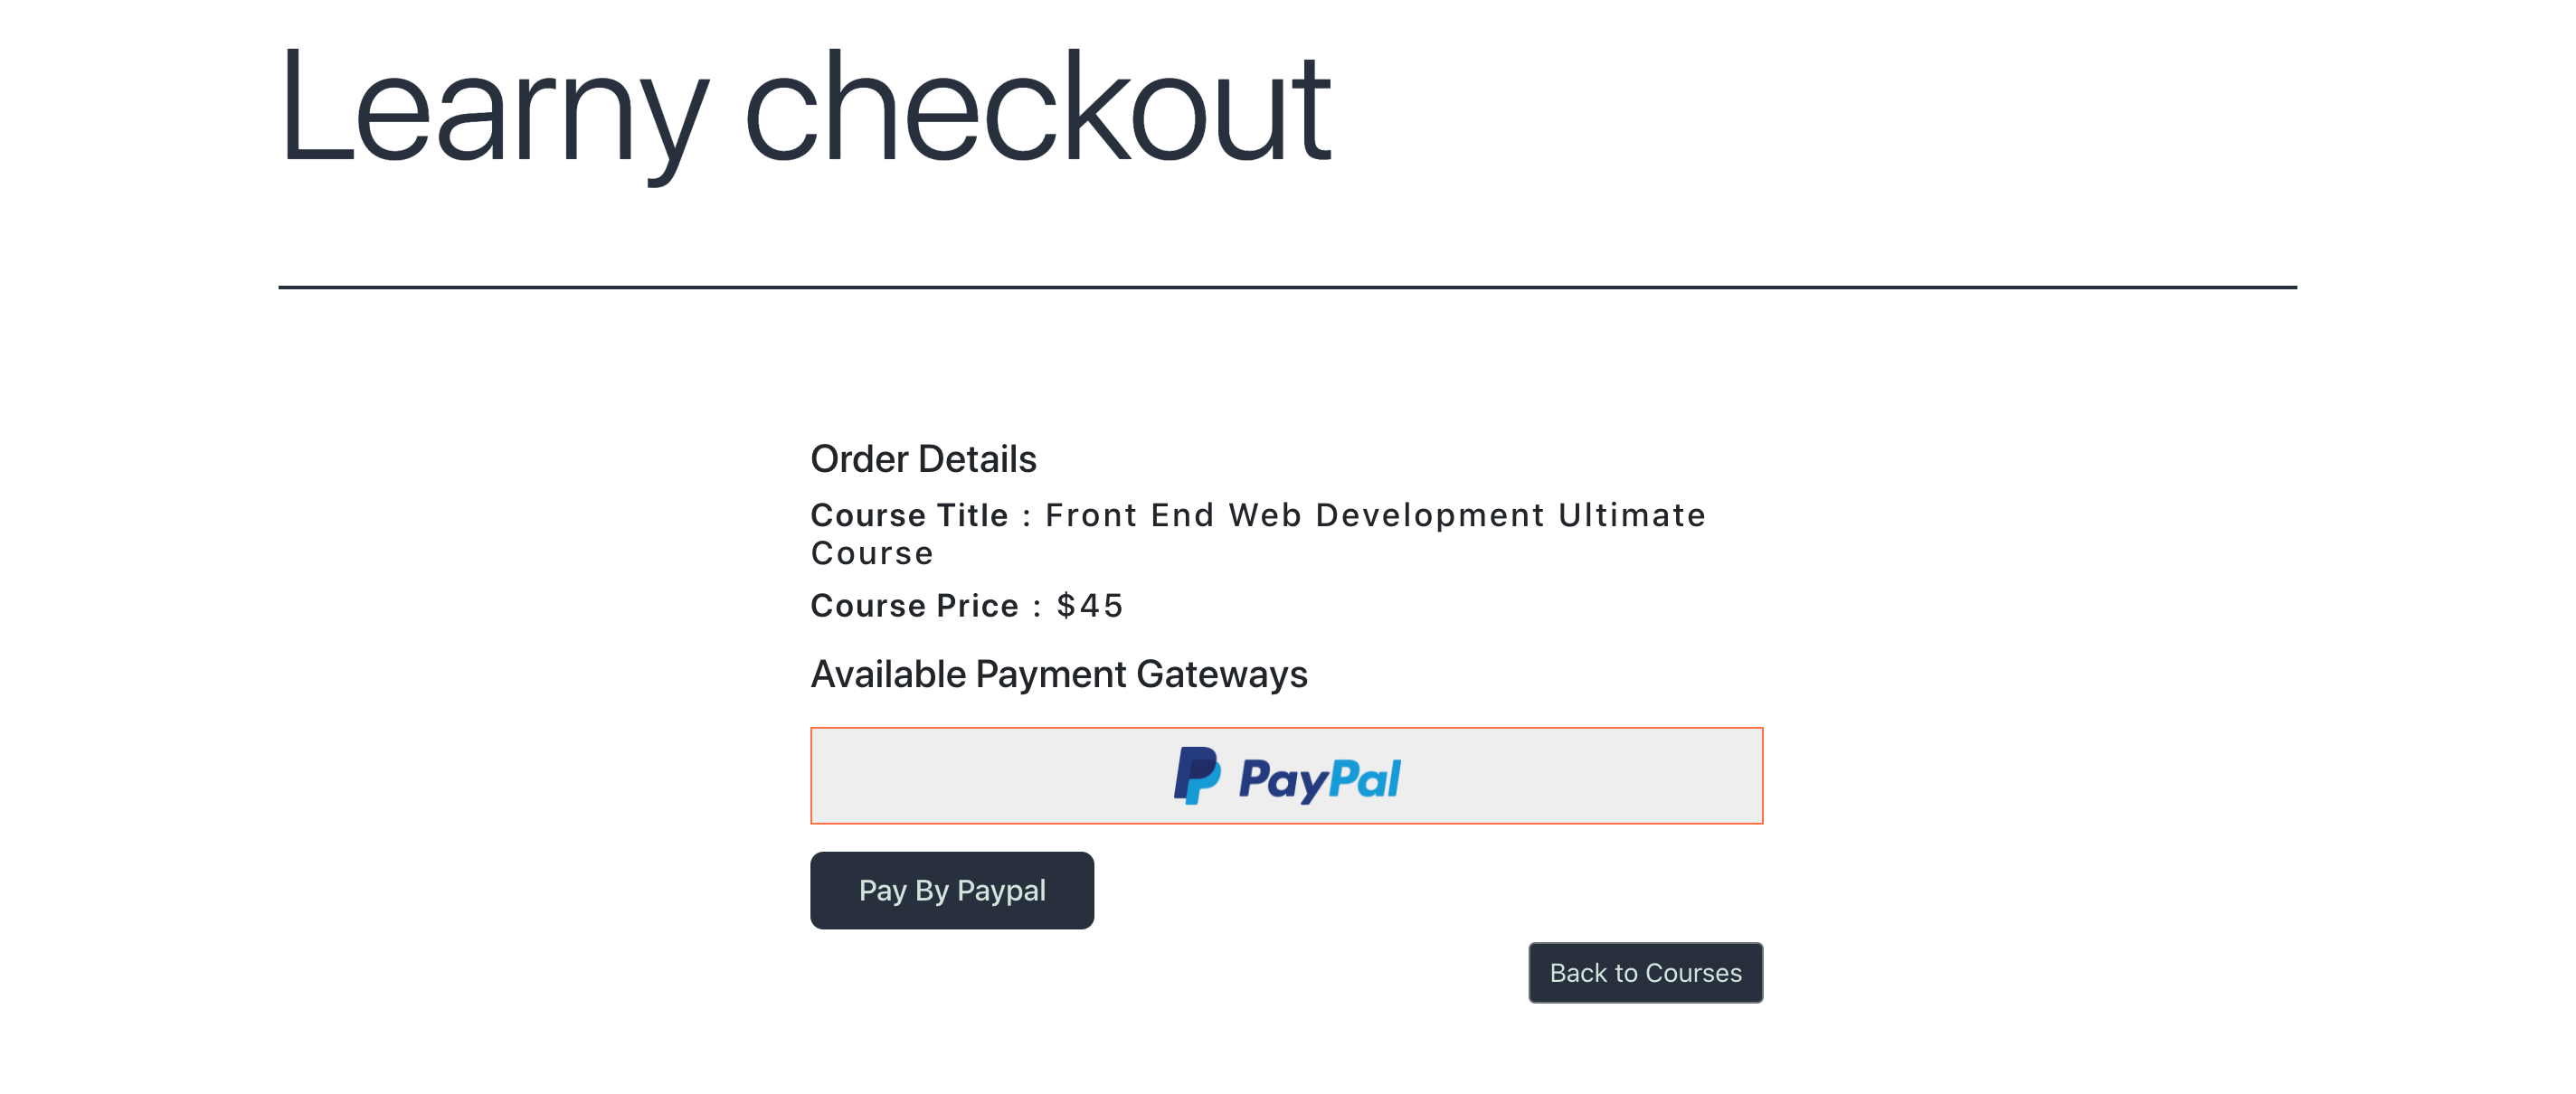 Learny checkout
Order Details
Course Title : Front End Web Development Ultimate
Course
Course Price : $45
Available Payment Gateways
PayPal
Pay By Paypal
Back to Courses